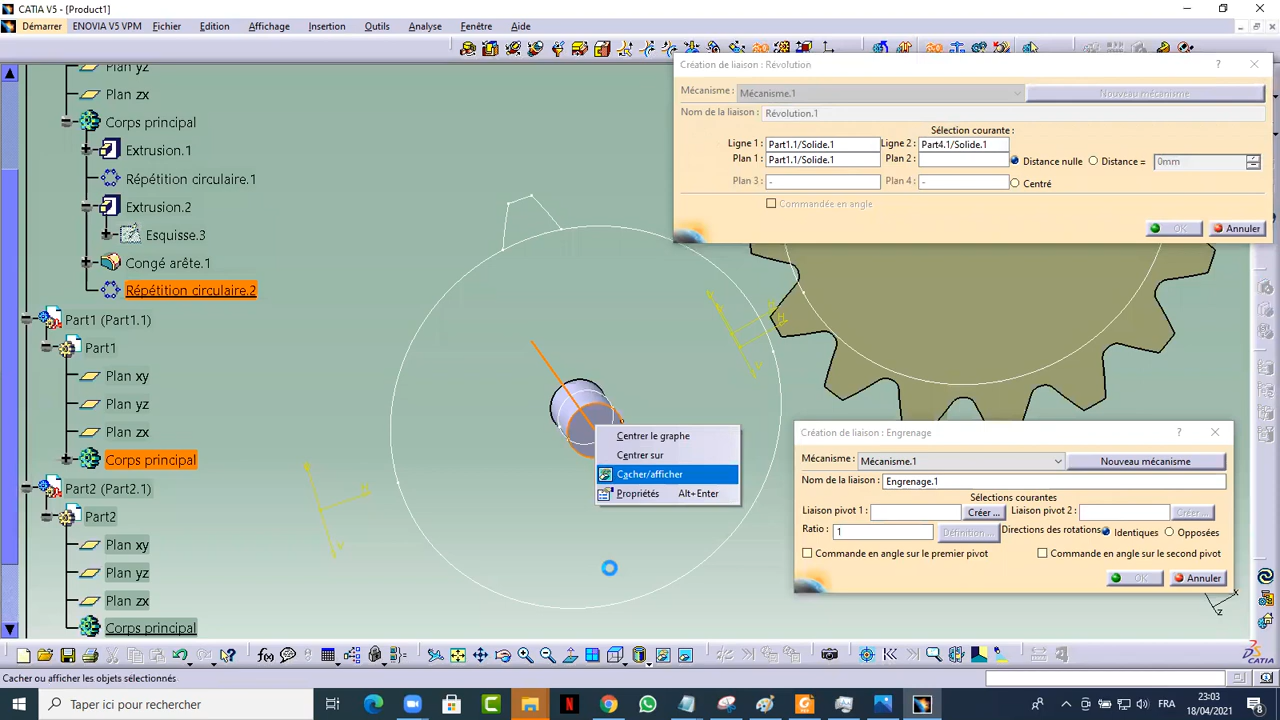 CATIA V5 - [Product1]
Démarrer ENOVIA V5 VPM Fichier Edition Affichage Insertion Outils Analyse Fenêtre Aide
Plan yz
Plan zx
Corps principal
Extrusion.1
Répétition circulaire.1
Extrusion.2
Esquisse.3
Congé arête.1
Répétition circulaire.2
Part1 (Part1.1)
Part1
Plan xy
Plan yz
Plan zx
Corps principal
Part2 (Part2.1)
Part2
Plan xy
Plan yz
Plan zx
Corps principal
Création de liaison : Révolution
Mécanisme : Mécanisme.1 Nouveau mécanisme
Nom de la liaison : Révolution.1
Sélection courante :
Ligne 1 : Part1.1/Solide.1 Ligne 2 : Part4.1/Solide.1
Plan 1 : Part1.1/Solide.1 Plan 2 : Distance nulle Distance = 0mm
Plan 3 : - Plan 4 : - Centré
Commandée en angle
OK Annuler
Centrer le graphe
Centrer sur
Cacher/afficher
Propriétés Alt+Enter
Création de liaison : Engrenage
Mécanisme : Mécanisme.1 Nouveau mécanisme
Nom de la liaison : Engrenage.1
Sélections courantes
Liaison pivot 1 : Créer ... Liaison pivot 2 : Créer ...
Ratio : 1 Définition ... Directions des rotations Identiques Opposées
Commande en angle sur le premier pivot Commande en angle sur le second pivot
OK Annuler
Cacher ou afficher les objets sélectionnés
CATIA
Taper ici pour rechercher
FRA
23:03
18/04/2021